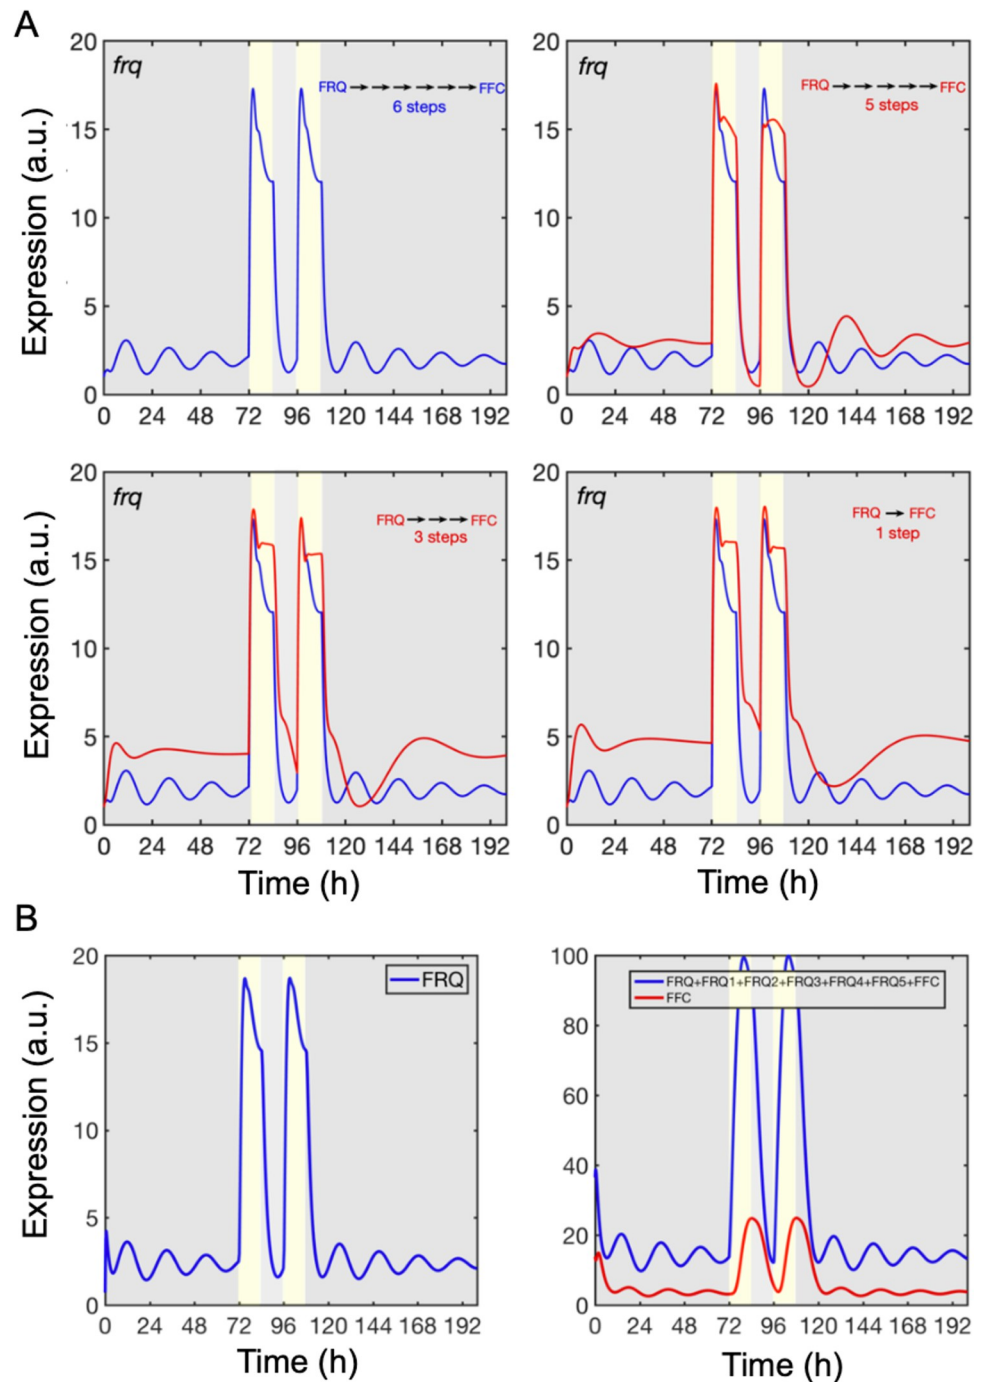 A
Expression (a.u.)
20
15
10
5
0
frq
FRQ FFC
6 steps
0 24 48 72 96 120 144 168 192
20
15
10
5
0
frq
FRQ FFC
5 steps
0 24 48 72 96 120 144 168 192
Expression (a.u.)
20
15
10
5
0
frq
FRQ FFC
3 steps
0 24 48 72 96 120 144 168 192
Time (h)
20
15
10
5
0
frq
FRQ FFC
1 step
0 24 48 72 96 120 144 168 192
Time (h)
B
Expression (a.u.)
20
15
10
5
0
FRQ
0 24 48 72 96 120 144 168 192
Time (h)
100
80
60
40
20
0
FRQ+FRQ1+FRQ2+FRQ3+FRQ4+FRQ5+FFC
FFC
0 24 48 72 96 120 144 168 192
Time (h)